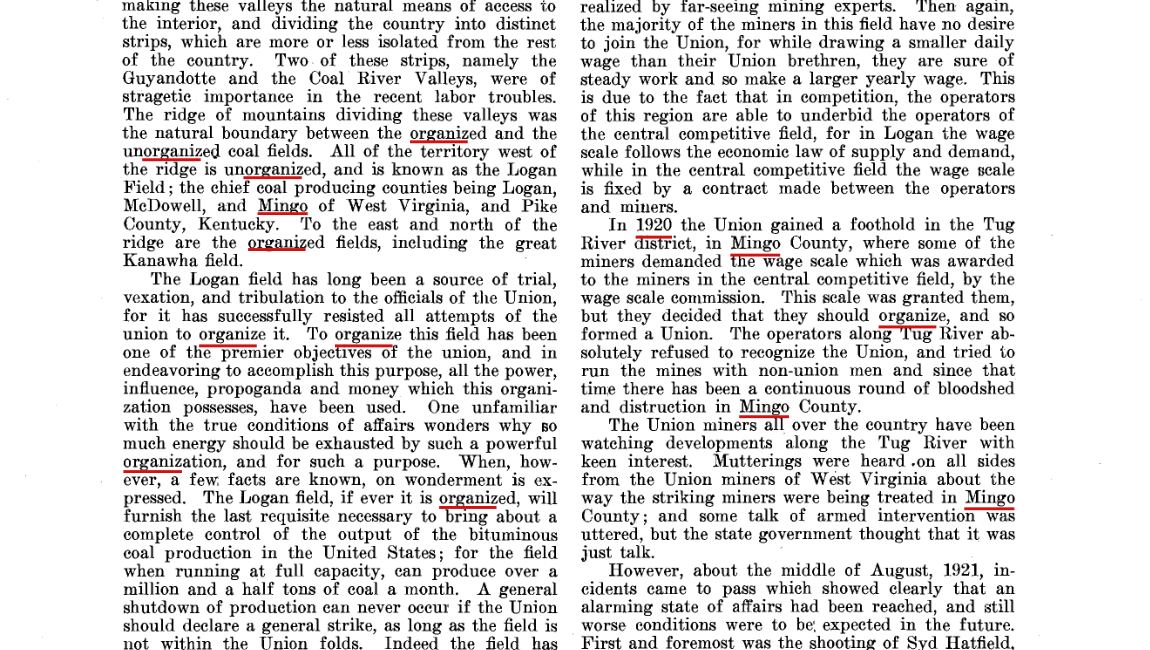 making these valleys the natural means of access to
the interior, and dividing the country into distinct
strips, which are more or less isolated from the rest
of the country. Two of these strips, namely the
Guyandotte and the Coal River Valleys, were of
stragetic importance in the recent labor troubles.
The ridge of mountains dividing these valleys was
the natural boundary between the organized and the
unorganized coal fields. All of the territory west of
the ridge is unorganized, and is known as the Logan
Field; the chief coal producing counties being Logan,
McDowell, and Mingo of West Virginia, and Pike
County, Kentucky. To the east and north of the
ridge are the organized fields, including the great
Kanawha field.
The Logan field has long been a source of trial,
vexation, and tribulation to the officials of the Union,
for it has successfully resisted all attempts of the
union to organize it. To organize this field has been
one of the premier objectives of the union, and in
endeavoring to accomplish this purpose, all the power,
influence, propoganda and money which this organi-
zation possesses, have been used. One unfamiliar
with the true conditions of affairs wonders why so
much energy should be exhausted by such a powerful
organization, and for such a purpose. When, how-
ever, a few facts are known, on wonderment is ex-
pressed. The Logan field, if ever it is organized, will
furnish the last requisite necessary to bring about a
complete control of the output of the bituminous
coal production in the United States; for the field
when running at full capacity, can produce over a
million and a half tons of coal a month. A general
shutdown of production can never occur if the Union
should declare a general strike, as long as the field is
not within the Union folds. Indeed the field has
realized by far-seeing mining experts. Then again,
the majority of the miners in this field have no desire
to join the Union, for while drawing a smaller daily
wage than their Union brethren, they are sure of
steady work and so make a larger yearly wage. This
is due to the fact that in competition, the operators
of this region are able to underbid the operators of
the central competitive field, for in Logan the wage
scale follows the economic law of supply and demand,
while in the central competitive field the wage scale
is fixed by a contract made between the operators
and miners.
In 1920 the Union gained a foothold in the Tug
River district, in Mingo County, where some of the
miners demanded the wage scale which was awarded
to the miners in the central competitive field, by the
wage scale commission. This scale was granted them,
but they decided that they should organize, and so
formed a Union. The operators along Tug River ab-
solutely refused to recognize the Union, and tried to
run the mines with non-union men and since that
time there has been a continuous round of bloodshed
and distruction in Mingo County.
The Union miners all over the country have been
watching developments along the Tug River with
keen interest. Mutterings were heard on all sides
from the Union miners of West Virginia about the
way the striking miners were being treated in Mingo
County; and some talk of armed intervention was
uttered, but the state government thought that it was
just talk.
However, about the middle of August, 1921, in-
cidents came to pass which showed clearly that an
alarming state of affairs had been reached, and still
worse conditions were to be expected in the future.
First and foremost was the shooting of Syd Hatfield,